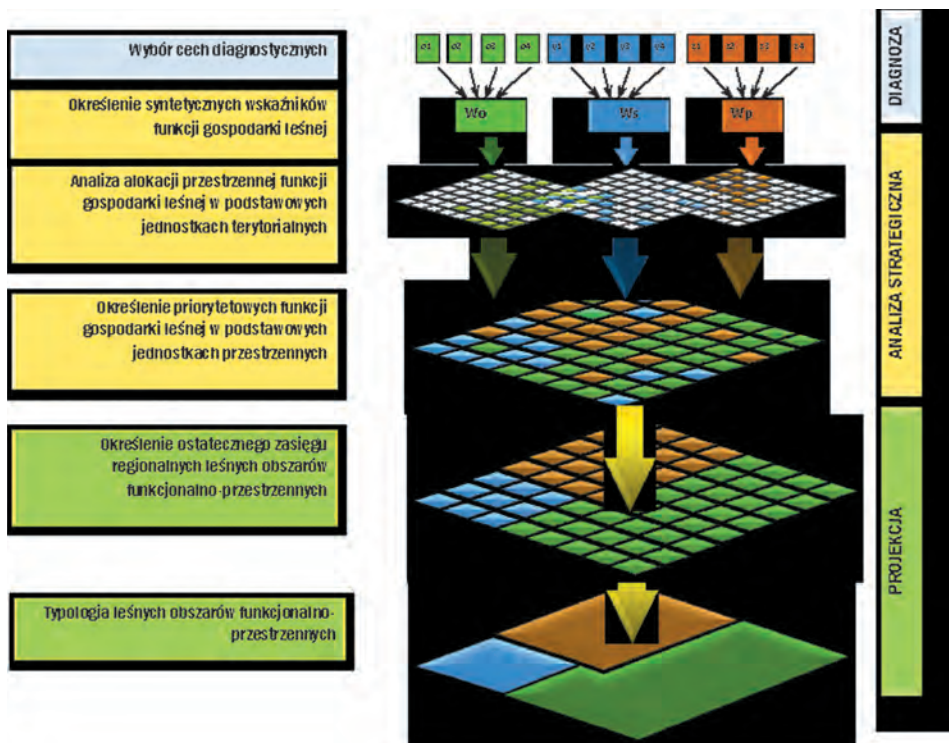 Wybór cech diagnostycznych
Określenie syntetycznych wskaźników
funkcji gospodarki leśnej
Analiza alokacji przestrzennej funkcji
gospodarki leśnej w podstawowych
jednostkach terytorialnych
Określenie priorytetowych funkcji
gospodarki leśnej w podstawowych
jednostkach przestrzennych
Określenie ostatecznego zasięgu
regionalnych leśnych obszarów
funkcjonalno-przestrzennych
Typologia leśnych obszarów funkcjonalno-
przestrzennych
Wo
Ws
Wp
DIAGNOZA
ANALIZA STRATEGICZNA
PROJEKCJA